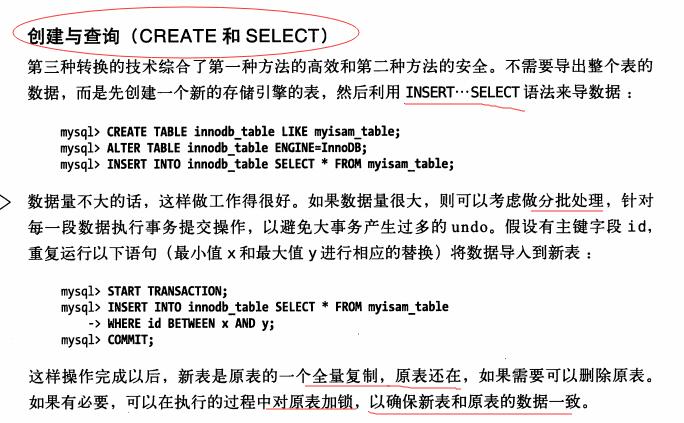 创建与查询（CREATE 和 SELECT）
第三种转换的技术综合了第一种方法的高效和第二种方法的安全。不需要导出整个表的
数据，而是先创建一个新的存储引擎的表，然后利用 INSERT…SELECT 语法来导数据：
mysql> CREATE TABLE innodb_table LIKE myisam_table;
mysql> ALTER TABLE innodb_table ENGINE=InnoDB;
mysql> INSERT INTO innodb_table SELECT * FROM myisam_table;
数据量不大的话，这样做工作得很好。如果数据量很大，则可以考虑做分批处理，针对
每一段数据执行事务提交操作，以避免大事务产生过多的 undo。假设有主键字段 id，
重复运行以下语句（最小值 x 和最大值 y 进行相应的替换）将数据导入到新表：
mysql> START TRANSACTION;
mysql> INSERT INTO innodb_table SELECT * FROM myisam_table
-> WHERE id BETWEEN x AND y;
mysql> COMMIT;
这样操作完成以后，新表是原表的一个全量复制，原表还在，如果需要可以删除原表。
如果有必要，可以在执行的过程中对原表加锁，以确保新表和原表的数据一致。